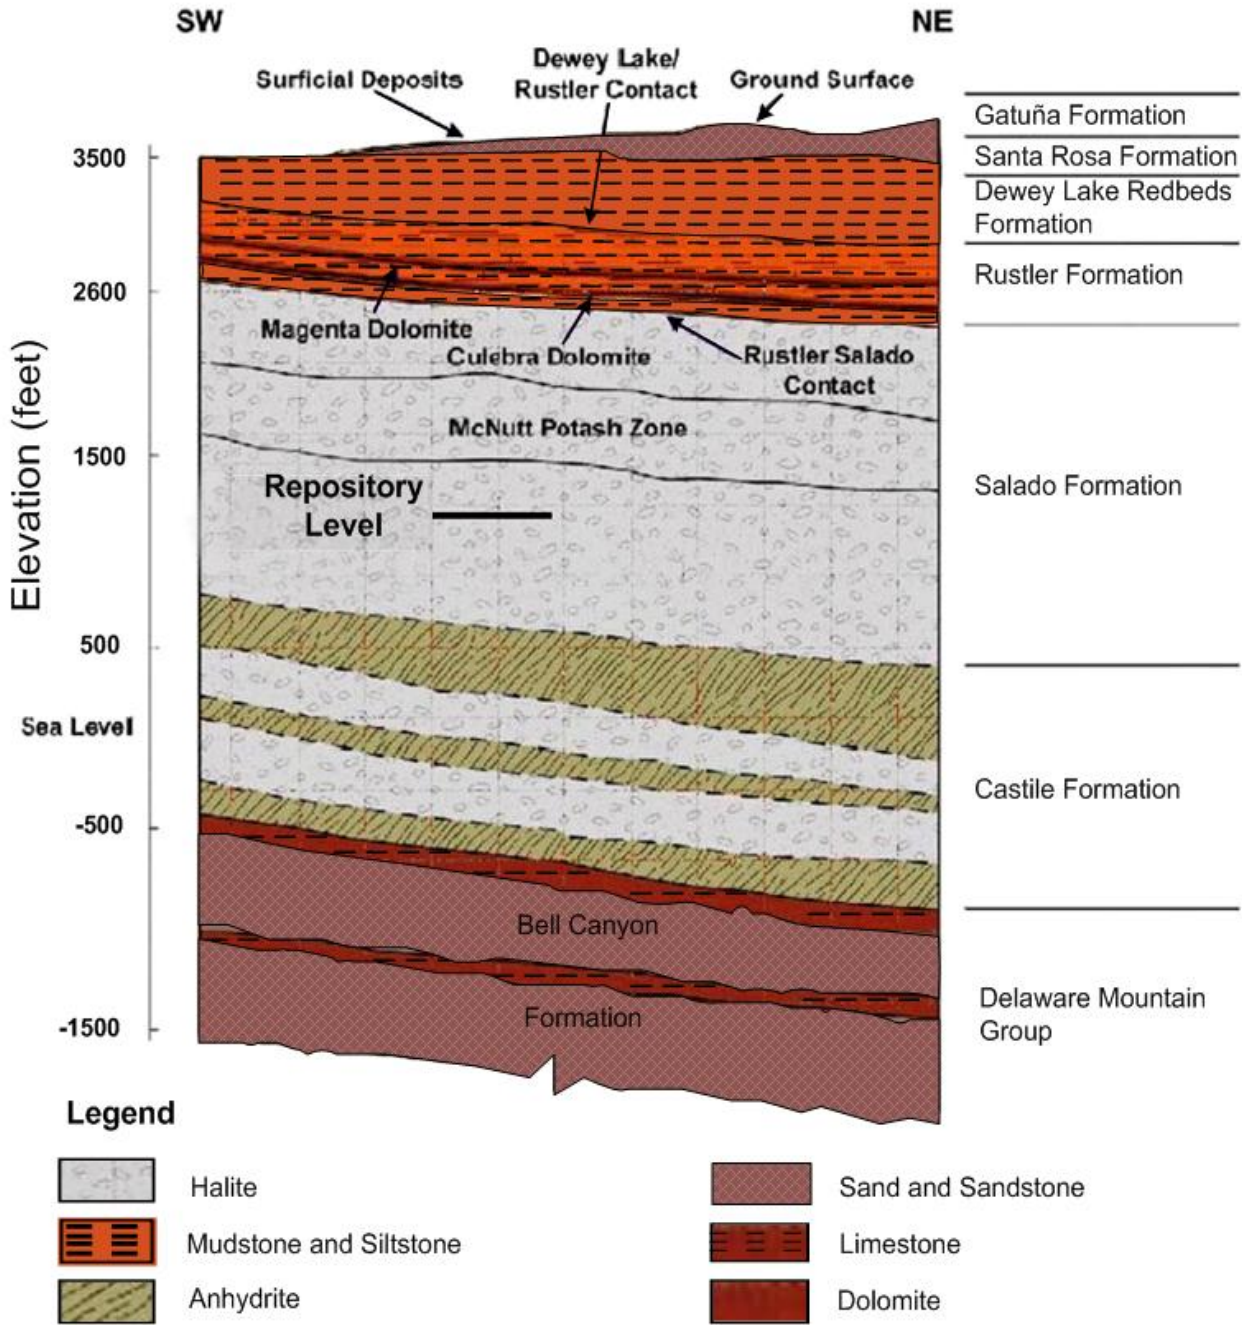 SW
NE
Dewey Lake/
Rustler Contact
Surficial Deposits
Ground Surface
Gatuña Formation
Santa Rosa Formation
Dewey Lake Redbeds
Formation
Rustler Formation
Salado Formation
Castile Formation
Delaware Mountain
Group
Elevation (feet)
3500
2600
1500
500
Sea Level
-500
-1500
Magenta Dolomite
Culebra Dolomite
Rustler Salado
Contact
McNutt Potash Zone
Repository
Level
Bell Canyon
Formation
Legend
Halite
Mudstone and Siltstone
Anhydrite
Sand and Sandstone
Limestone
Dolomite